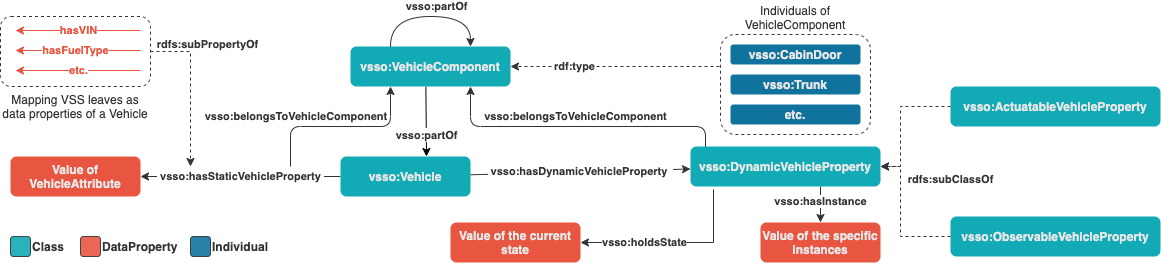 vsso:partOf
Individuals of
VehicleComponent
hasVIN
hasFuelType
etc.
rdfs:subPropertyOf
vsso:VehicleComponent
rdf:type
vsso:CabinDoor
vsso:Trunk
etc.
Mapping VSS leaves as
data properties of a Vehicle
vsso:belongsToVehicleComponent
vsso:partOf
vsso:belongsToVehicleComponent
vsso:ActuatableVehicleProperty
Value of
VehicleAttribute
vsso:hasStaticVehicleProperty
vsso:Vehicle
vsso:hasDynamicVehicleProperty
vsso:DynamicVehicleProperty
rdfs:subClassOf
vsso:hasInstance
Value of the current
state
vsso:holdsState
Value of the specific
instances
vsso:ObservableVehicleProperty
Class
DataProperty
Individual